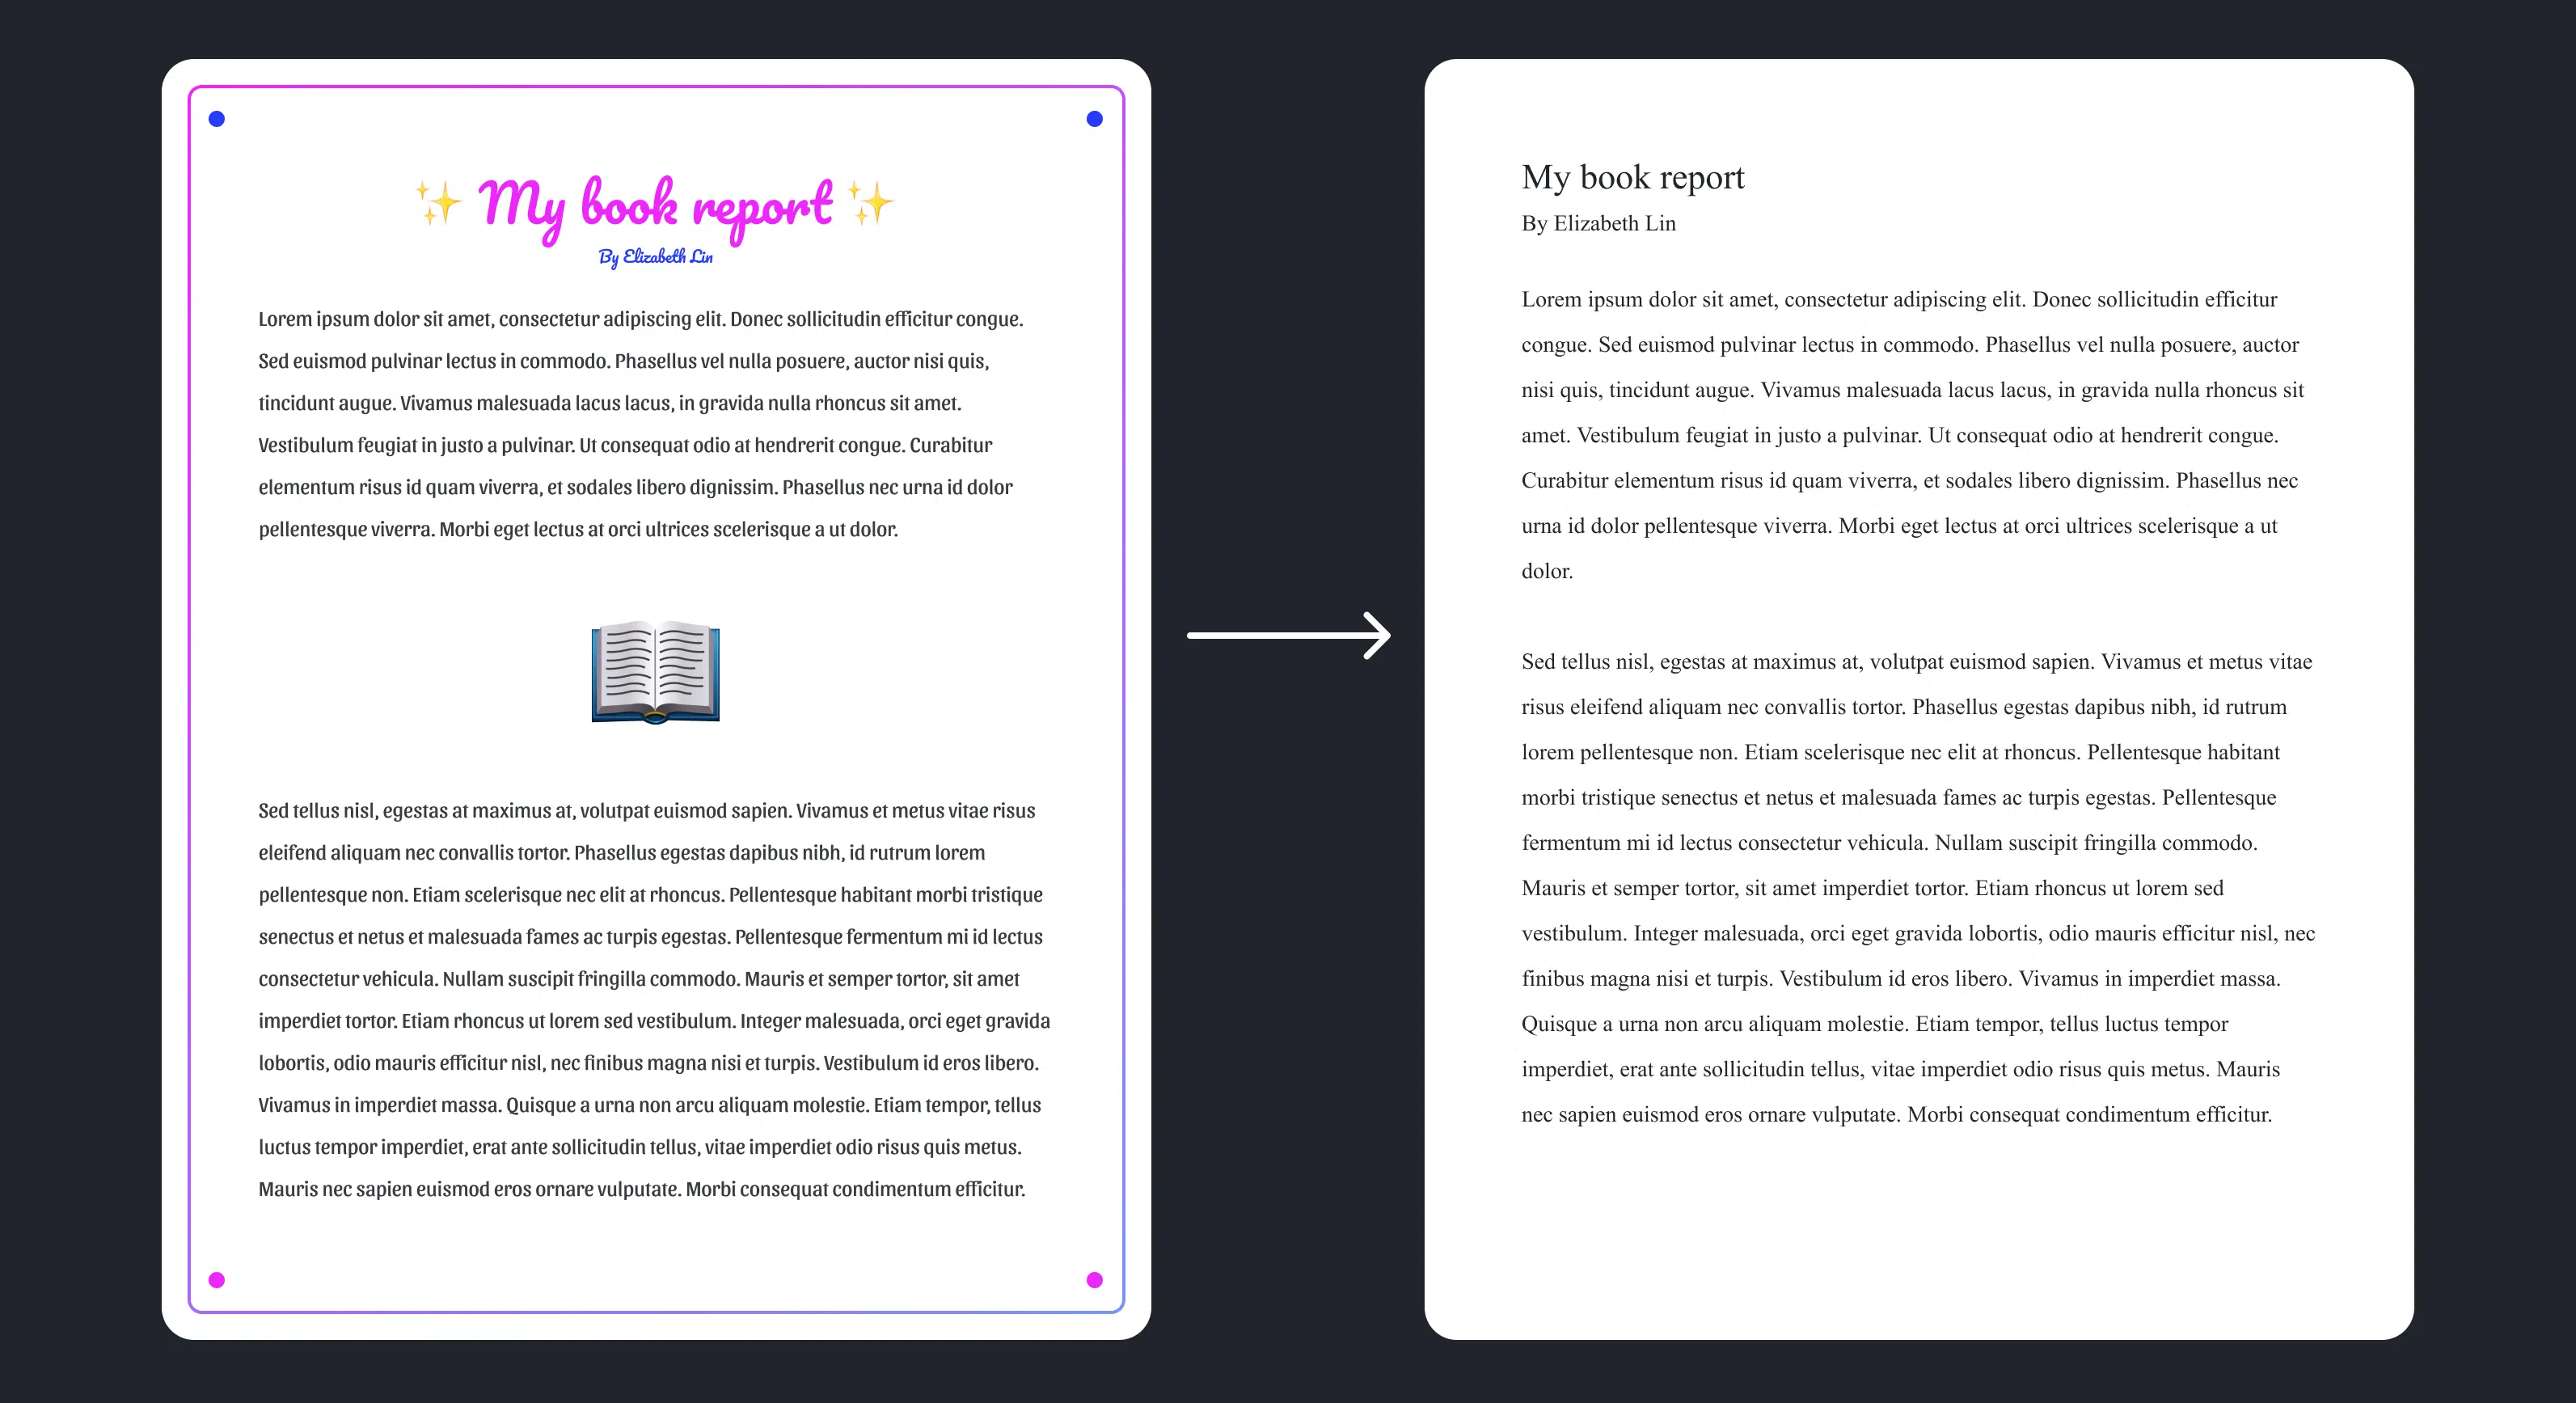 ✨ My book report ✨
By Elizabeth Lin
Lorem ipsum dolor sit amet, consectetur adipiscing elit. Donec sollicitudin efficitur congue.
Sed euismod pulvinar lectus in commodo. Phasellus vel nulla posuere, auctor nisi quis,
tincidunt augue. Vivamus malesuada lacus lacus, in gravida nulla rhoncus sit amet.
Vestibulum feugiat in justo a pulvinar. Ut consequat odio at hendrerit congue. Curabitur
elementum risus id quam viverra, et sodales libero dignissim. Phasellus nec urna id dolor
pellentesque viverra. Morbi eget lectus at orci ultrices scelerisque a ut dolor.
Sed tellus nisl, egestas at maximus at, volutpat euismod sapien. Vivamus et metus vitae risus
eleifend aliquam nec convallis tortor. Phasellus egestas dapibus nibh, id rutrum lorem
pellentesque non. Etiam scelerisque nec elit at rhoncus. Pellentesque habitant morbi tristique
senectus et netus et malesuada fames ac turpis egestas. Pellentesque fermentum mi id lectus
consectetur vehicula. Nullam suscipit fringilla commodo. Mauris et semper tortor, sit amet
imperdiet tortor. Etiam rhoncus ut lorem sed vestibulum. Integer malesuada, orci eget gravida
lobortis, odio mauris efficitur nisl, nec finibus magna nisi et turpis. Vestibulum id eros libero.
Vivamus in imperdiet massa. Quisque a urna non arcu aliquam molestie. Etiam tempor, tellus
luctus tempor imperdiet, erat ante sollicitudin tellus, vitae imperdiet odio risus quis metus.
Mauris nec sapien euismod eros ornare vulputate. Morbi consequat condimentum efficitur.
My book report
By Elizabeth Lin
Lorem ipsum dolor sit amet, consectetur adipiscing elit. Donec sollicitudin efficitur
congue. Sed euismod pulvinar lectus in commodo. Phasellus vel nulla posuere, auctor
nisi quis, tincidunt augue. Vivamus malesuada lacus lacus, in gravida nulla rhoncus sit
amet. Vestibulum feugiat in justo a pulvinar. Ut consequat odio at hendrerit congue.
Curabitur elementum risus id quam viverra, et sodales libero dignissim. Phasellus nec
urna id dolor pellentesque viverra. Morbi eget lectus at orci ultrices scelerisque a ut
dolor.
Sed tellus nisl, egestas at maximus at, volutpat euismod sapien. Vivamus et metus vitae
risus eleifend aliquam nec convallis tortor. Phasellus egestas dapibus nibh, id rutrum
lorem pellentesque non. Etiam scelerisque nec elit at rhoncus. Pellentesque habitant
morbi tristique senectus et netus et malesuada fames ac turpis egestas. Pellentesque
fermentum mi id lectus consectetur vehicula. Nullam suscipit fringilla commodo.
Mauris et semper tortor, sit amet imperdiet tortor. Etiam rhoncus ut lorem sed
vestibulum. Integer malesuada, orci eget gravida lobortis, odio mauris efficitur nisl, nec
finibus magna nisi et turpis. Vestibulum id eros libero. Vivamus in imperdiet massa.
Quisque a urna non arcu aliquam molestie. Etiam tempor, tellus luctus tempor
imperdiet, erat ante sollicitudin tellus, vitae imperdiet odio risus quis metus. Mauris
nec sapien euismod eros ornare vulputate. Morbi consequat condimentum efficitur.